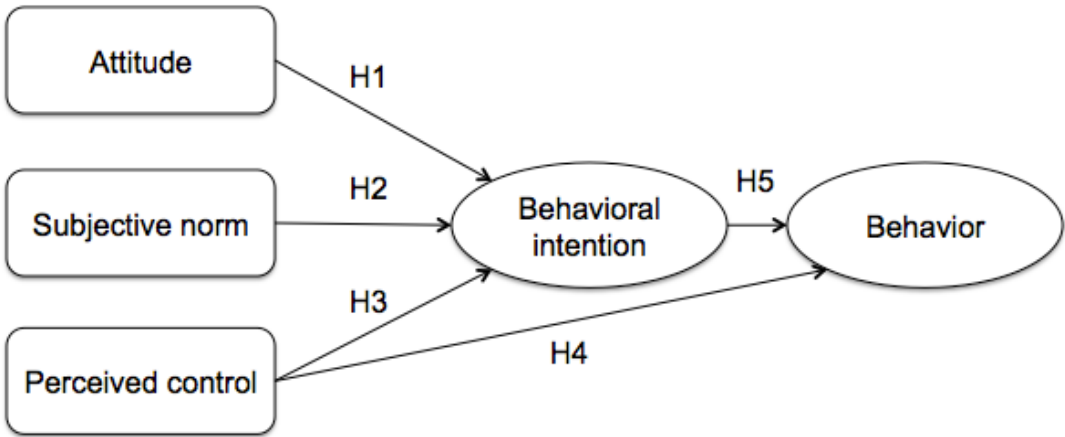 Attitude
H1
Subjective norm
H2
Behavioral
intention
H5
Behavior
H3
Perceived control
H4